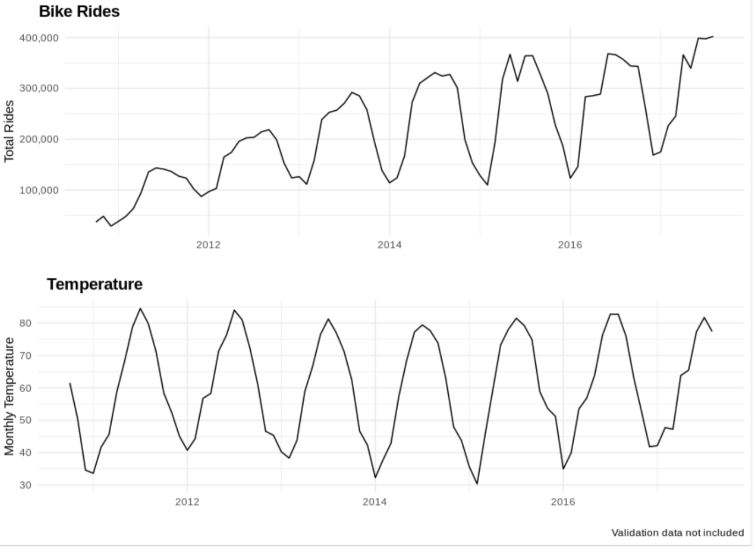 Bike Rides
Total Rides
400,000
300,000
200,000
100,000
2012 2014 2016
Temperature
Monthly Temperature
80
70
60
50
40
30
2012 2014 2016
Validation data not included